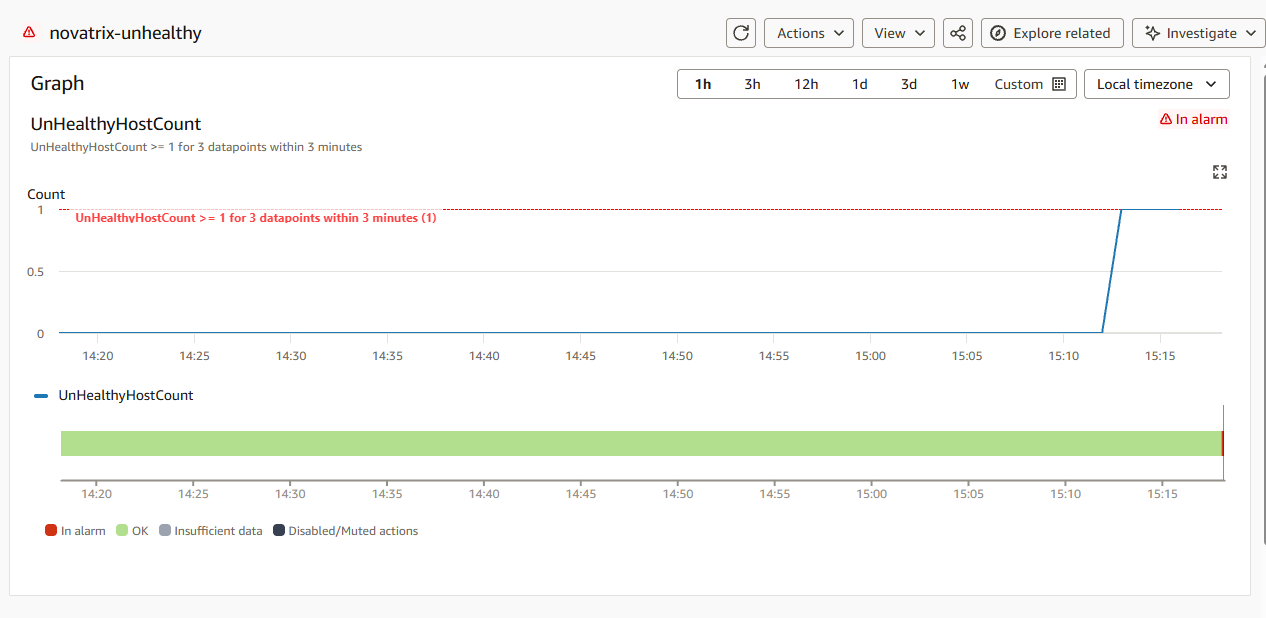 novatrix-unhealthy
Actions View Explore related Investigate
Graph
1h 3h 12h 1d 3d 1w Custom Local timezone
UnHealthyHostCount
In alarm
UnHealthyHostCount >= 1 for 3 datapoints within 3 minutes
Count
1
UnHealthyHostCount >= 1 for 3 datapoints within 3 minutes (1)
0.5
0
14:20 14:25 14:30 14:35 14:40 14:45 14:50 14:55 15:00 15:05 15:10 15:15
UnHealthyHostCount
14:20 14:25 14:30 14:35 14:40 14:45 14:50 14:55 15:00 15:05 15:10 15:15
In alarm OK Insufficient data Disabled/Muted actions